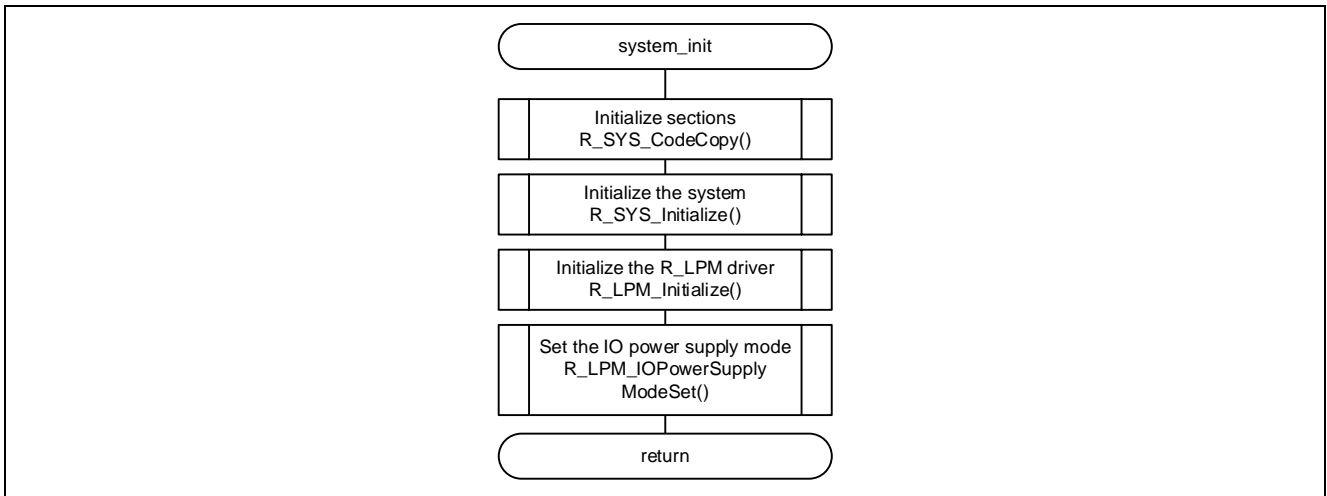 system_init
Initialize sections
R_SYS_CodeCopy()
Initialize the system
R_SYS_Initialize()
Initialize the R_LPM driver
R_LPM_Initialize()
Set the IO power supply mode
R_LPM_IOPowerSupply
ModeSet()
return